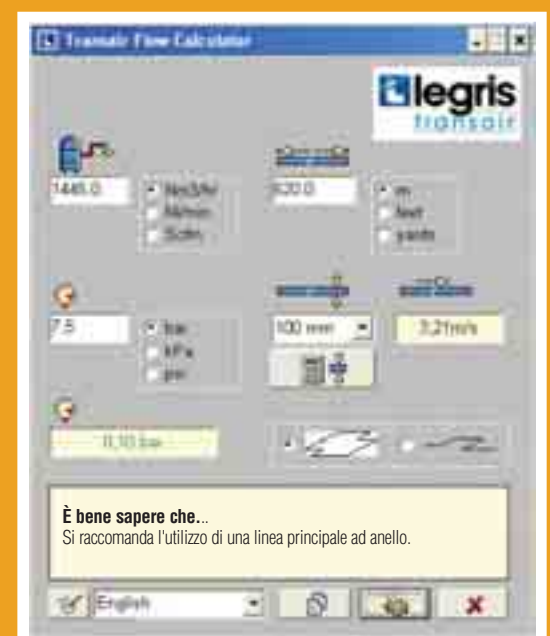 Transair Flow Calculator
legris
transair
1445.0
Nm3/hr
Nl/min
Scfm
620.0
m
feet
yards
7.5
bar
kPa
psi
100 mm
3,21m/s
0,10 bar
È bene sapere che...
Si raccomanda l'utilizzo di una linea principale ad anello.
English